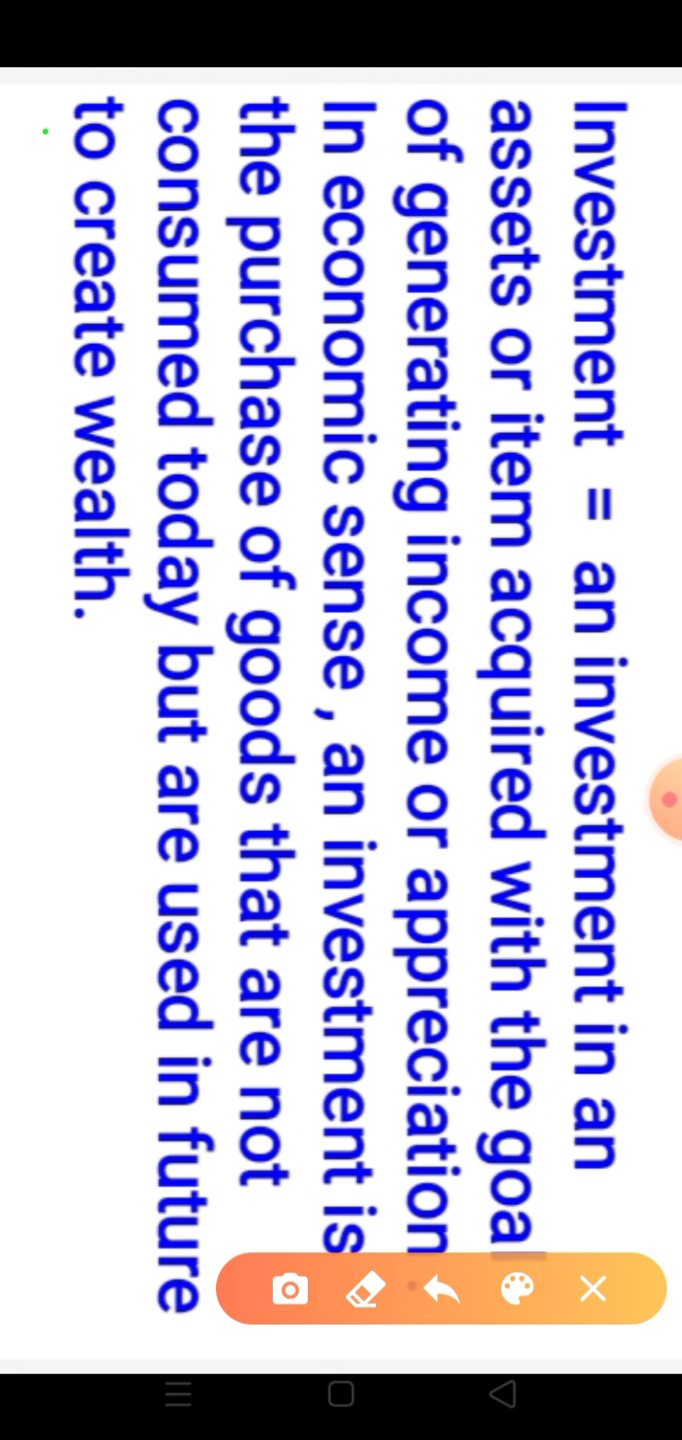 Investment = an investment in an
assets or item acquired with the goal
of generating income or appreciation
In economic sense , an investment is
the purchase of goods that are not
consumed today but are used in future
to create wealth.